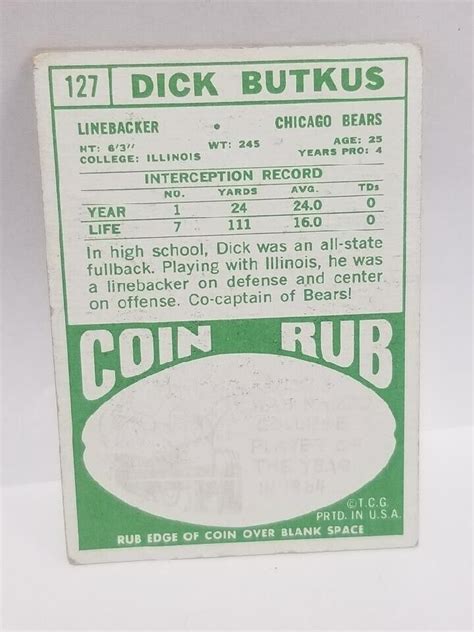 127 DICK BUTKUS
LINEBACKER • CHICAGO BEARS
HT: 6'3" WT: 245 AGE: 25
COLLEGE: ILLINOIS YEARS PRO: 4
INTERCEPTION RECORD
NO. YARDS AVG. TDs
YEAR 1 24 24.0 0
LIFE 7 111 16.0 0
In high school, Dick was an all-state
fullback. Playing with Illinois, he was
a linebacker on defense and center
on offense. Co-captain of Bears!
COIN RUB
PLAYER OF
THE YEAR
©T.C.G.
PRTD. IN U.S.A.
RUB EDGE OF COIN OVER BLANK SPACE